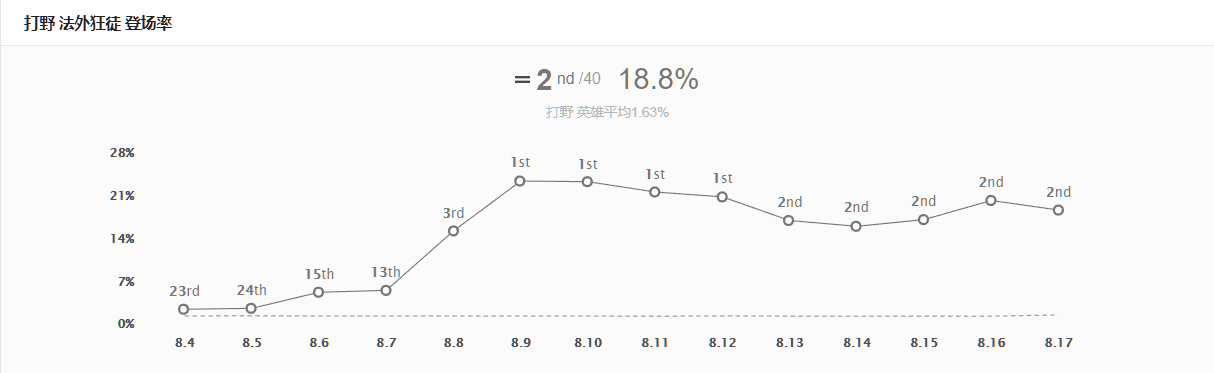 打野 法外狂徒 登场率
= 2 nd /40 18.8%
打野 英雄平均1.63%
28%
21%
14%
7%
0%
23rd 24th 15th 13th 3rd 1st 1st 1st 1st 2nd 2nd 2nd 2nd 2nd
8.4 8.5 8.6 8.7 8.8 8.9 8.10 8.11 8.12 8.13 8.14 8.15 8.16 8.17